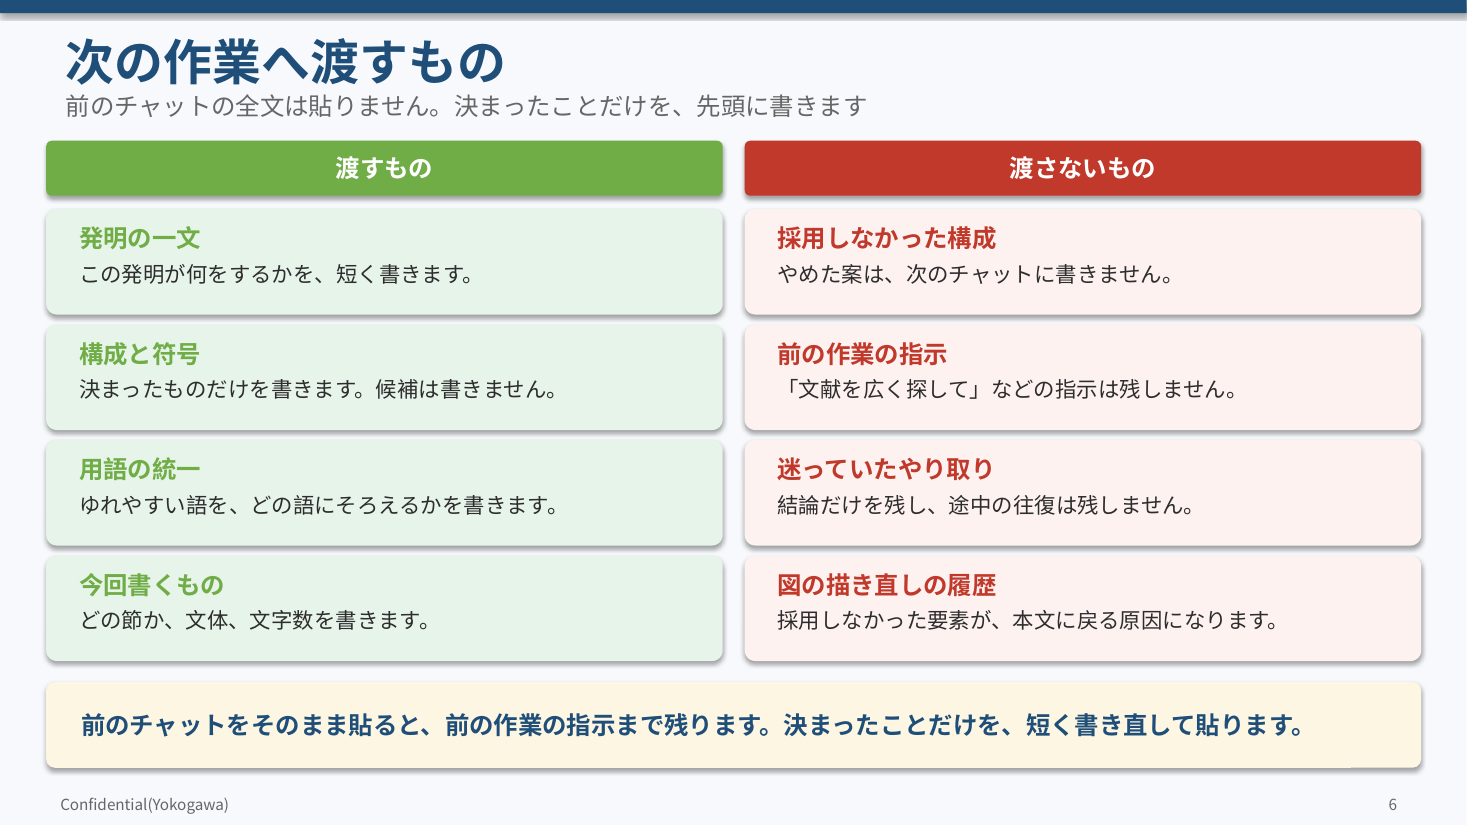 次の作業へ渡すもの
前のチャットの全文は貼りません。決まったことだけを、先頭に書きます
渡すもの
発明の一文
この発明が何をするかを、短く書きます。
構成と符号
決まったものだけを書きます。候補は書きません。
用語の統一
ゆれやすい語を、どの語にそろえるかを書きます。
今回書くもの
どの節か、文体、文字数を書きます。
渡さないもの
採用しなかった構成
やめた案は、次のチャットに書きません。
前の作業の指示
「文献を広く探して」などの指示は残しません。
迷っていたやり取り
結論だけを残し、途中の往復は残しません。
図の描き直しの履歴
採用しなかった要素が、本文に戻る原因になります。
前のチャットをそのまま貼ると、前の作業の指示まで残ります。決まったことだけを、短く書き直して貼ります。
Confidential(Yokogawa)
6